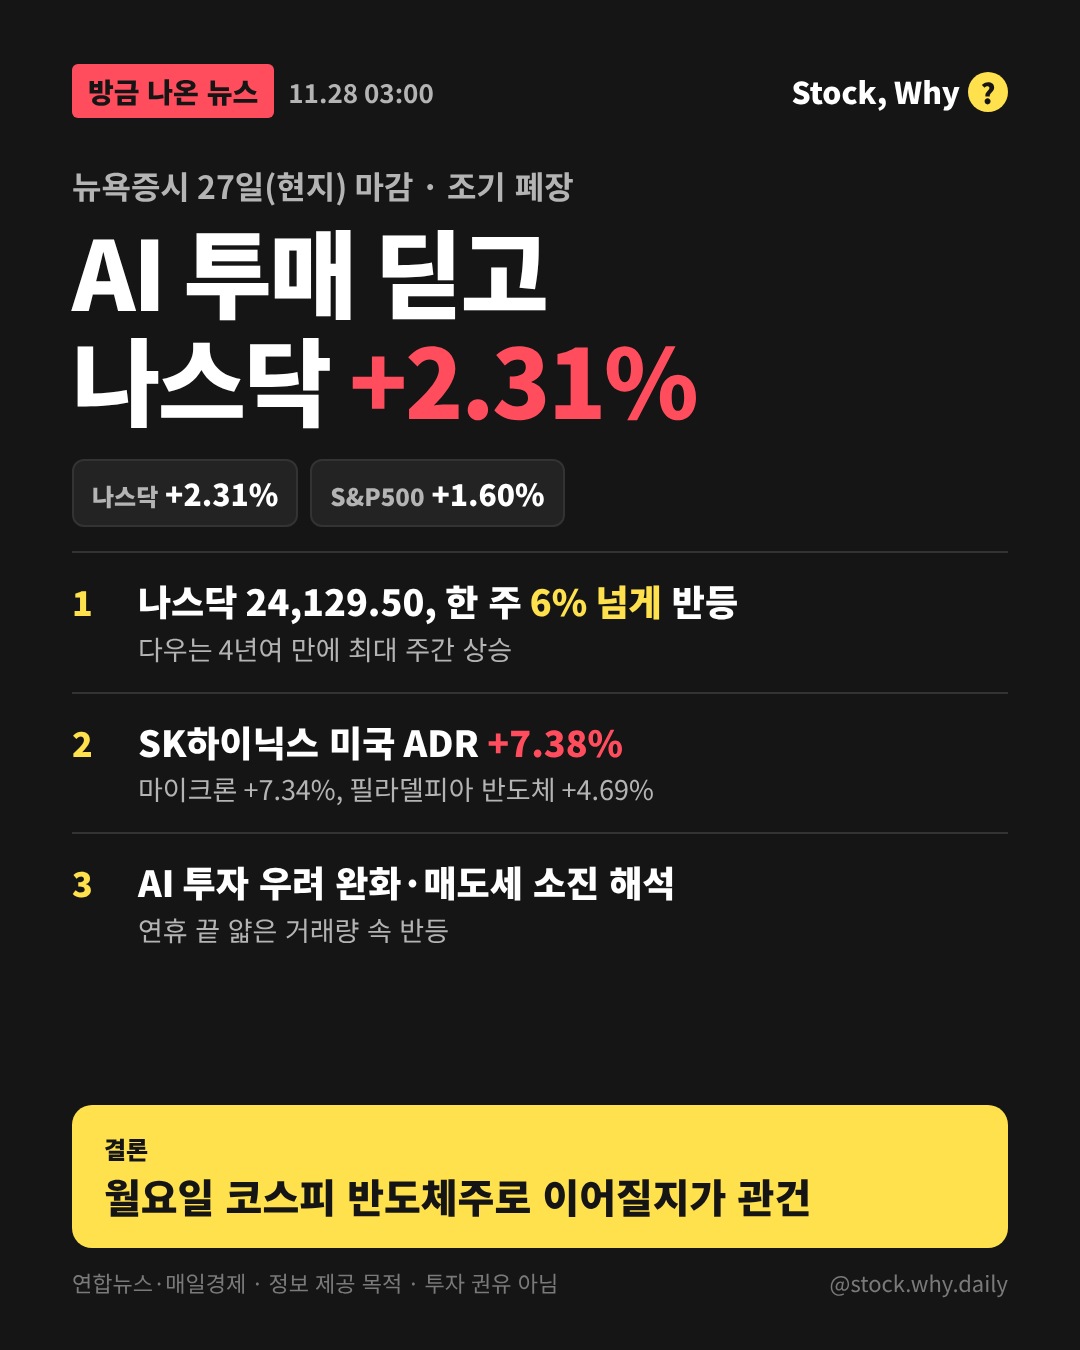 방금 나온 뉴스 11.28 03:00 Stock, Why ?
뉴욕증시 27일(현지) 마감 · 조기 폐장
AI 투매 딛고
나스닥 +2.31%
나스닥 +2.31% S&P500 +1.60%
1 나스닥 24,129.50, 한 주 6% 넘게 반등
다우는 4년여 만에 최대 주간 상승
2 SK하이닉스 미국 ADR +7.38%
마이크론 +7.34%, 필라델피아 반도체 +4.69%
3 AI 투자 우려 완화·매도세 소진 해석
연휴 끝 얇은 거래량 속 반등
결론
월요일 코스피 반도체주로 이어질지가 관건
연합뉴스·매일경제 · 정보 제공 목적 · 투자 권유 아님 @stock.why.daily